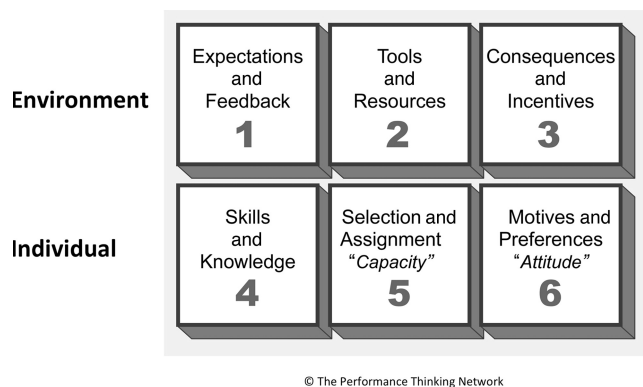 Environment
Expectations
and
Feedback
1
Tools
and
Resources
2
Consequences
and
Incentives
3
Individual
Skills
and
Knowledge
4
Selection and
Assignment
“Capacity”
5
Motives and
Preferences
“Attitude”
6
© The Performance Thinking Network